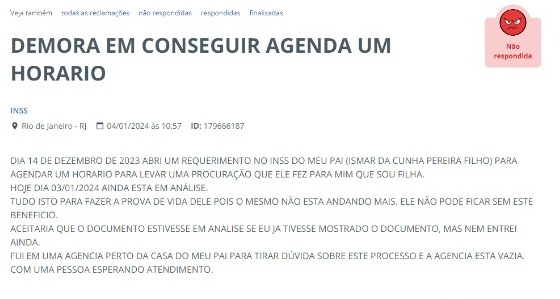 Veja também todas as reclamações não respondidas respondidas finalizadas
Não
respondida
DEMORA EM CONSEGUIR AGENDA UM
HORARIO
INSS
Rio de Janeiro - RJ 04/01/2024 às 10:57 ID: 179666187
DIA 14 DE DEZEMBRO DE 2023 ABRI UM REQUERIMENTO NO INSS DO MEU PAI (ISMAR DA CUNHA PEREIRA FILHO) PARA
AGENDAR UM HORARIO PARA LEVAR UMA PROCURAÇÃO QUE ELE FEZ PARA MIM QUE SOU FILHA.
HOJE DIA 03/01/2024 AINDA ESTA EM ANÁLISE.
TUDO ISTO PARA FAZER A PROVA DE VIDA DELE POIS O MESMO NÃO ESTA ANDANDO MAIS. ELE NÃO PODE FICAR SEM ESTE
BENEFICIO.
ACEITARIA QUE O DOCUMENTO ESTIVESSE EM ANALISE SE EU JA TIVESSE MOSTRADO O DOCUMENTO, MAS NEM ENTREI
AINDA.
FUI EM UMA AGENCIA PERTO DA CASA DO MEU PAI PARA TIRAR DÚVIDA SOBRE ESTE PROCESSO E A AGENCIA ESTA VAZIA.
COM UMA PESSOA ESPERANDO ATENDIMENTO.